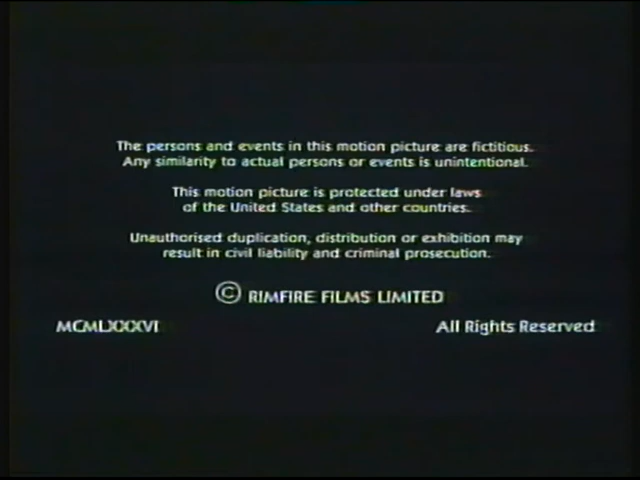 The persons and events in this motion picture are fictitious.
Any similarity to actual persons or events is unintentional.
This motion picture is protected under laws
of the United States and other countries.
Unauthorised duplication, distribution or exhibition may
result in civil liability and criminal prosecution.
© RIMFIRE FILMS LIMITED
MCMLXXXVI
All Rights Reserved